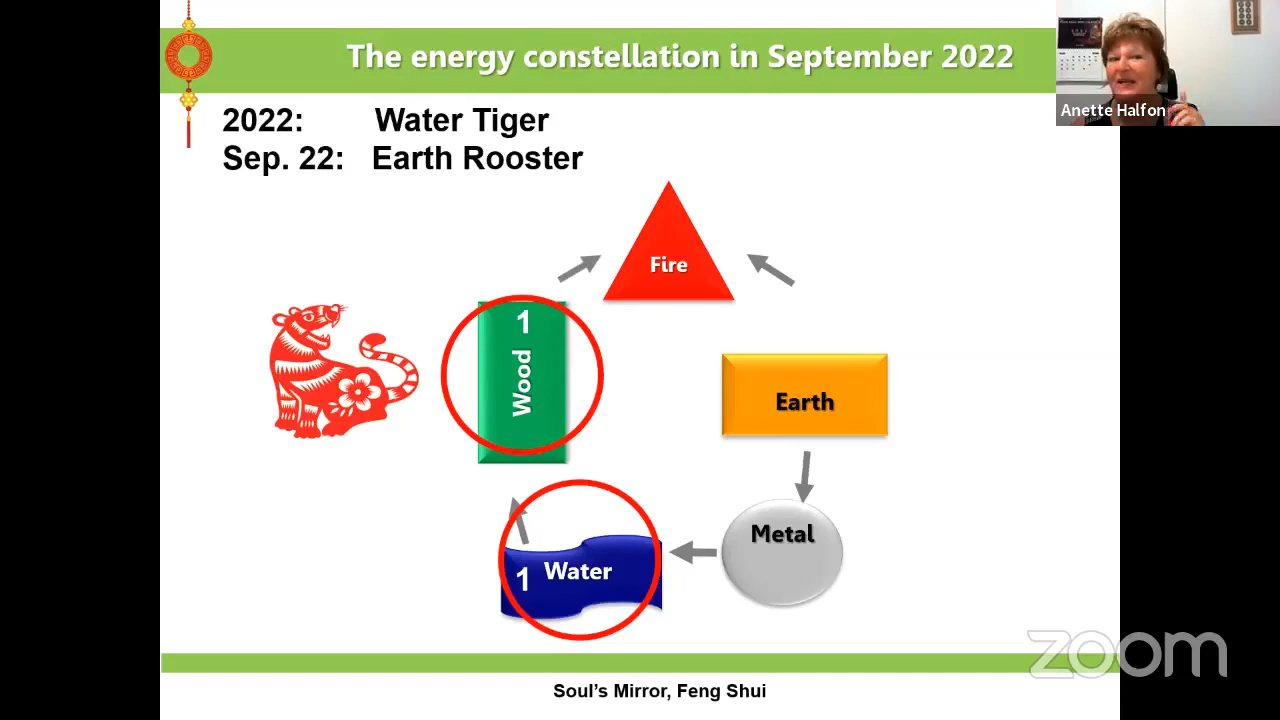 The energy constellation in September 2022
Anette Halfon
2022: Water Tiger
Sep. 22: Earth Rooster
Fire
1
Wood
Earth
Metal
1 Water
zoom
Soul's Mirror, Feng Shui